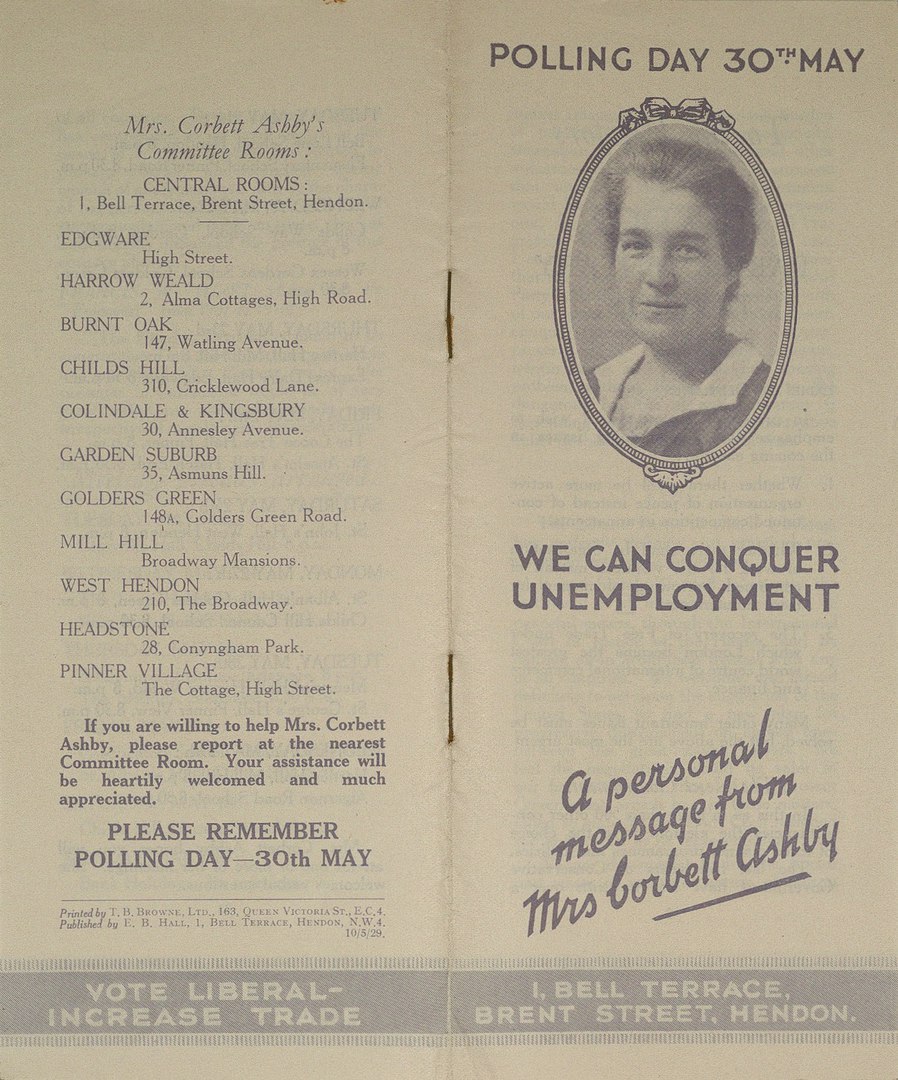 Mrs. Corbett Ashby's
Committee Rooms :
CENTRAL ROOMS :
1, Bell Terrace, Brent Street, Hendon.
EDGWARE
High Street.
HARROW WEALD
2, Alma Cottages, High Road.
BURNT OAK
147, Watling Avenue.
CHILDS HILL
310, Cricklewood Lane.
COLINDALE & KINGSBURY
30, Annesley Avenue.
GARDEN SUBURB
35, Asmuns Hill.
GOLDERS GREEN
148A, Golders Green Road.
MILL HILL
Broadway Mansions.
WEST HENDON
210, The Broadway.
HEADSTONE
28, Conyngham Park.
PINNER VILLAGE
The Cottage, High Street.
If you are willing to help Mrs. Corbett
Ashby, please report at the nearest
Committee Room. Your assistance will
be heartily welcomed and much
appreciated.
PLEASE REMEMBER
POLLING DAY—30th MAY
Printed by T. B. BROWNE, LTD., 163, QUEEN VICTORIA ST., E.C.4.
Published by E. B. HALL, 1, BELL TERRACE, HENDON, N.W.4.
10/5/29.
VOTE LIBERAL-
INCREASE TRADE
POLLING DAY 30TH MAY
WE CAN CONQUER
UNEMPLOYMENT
A personal
message from
Mrs Corbett Ashby
1, BELL TERRACE,
BRENT STREET, HENDON.